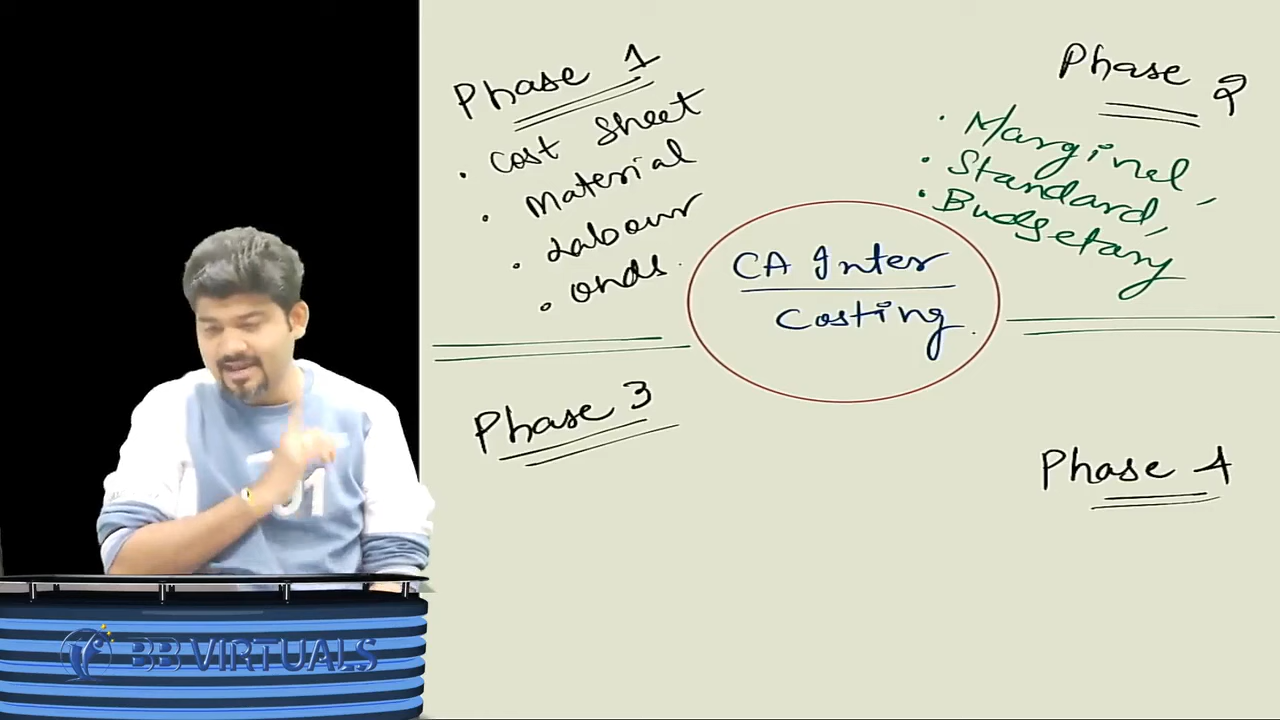 Phase 1
• Cost Sheet
• Material
• Labour
• OHDs.
Phase 2
• Marginal,
• Standard,
• Budgetary
CA Inter
Costing.
Phase 3
Phase 4
01
BB VIRTUALS